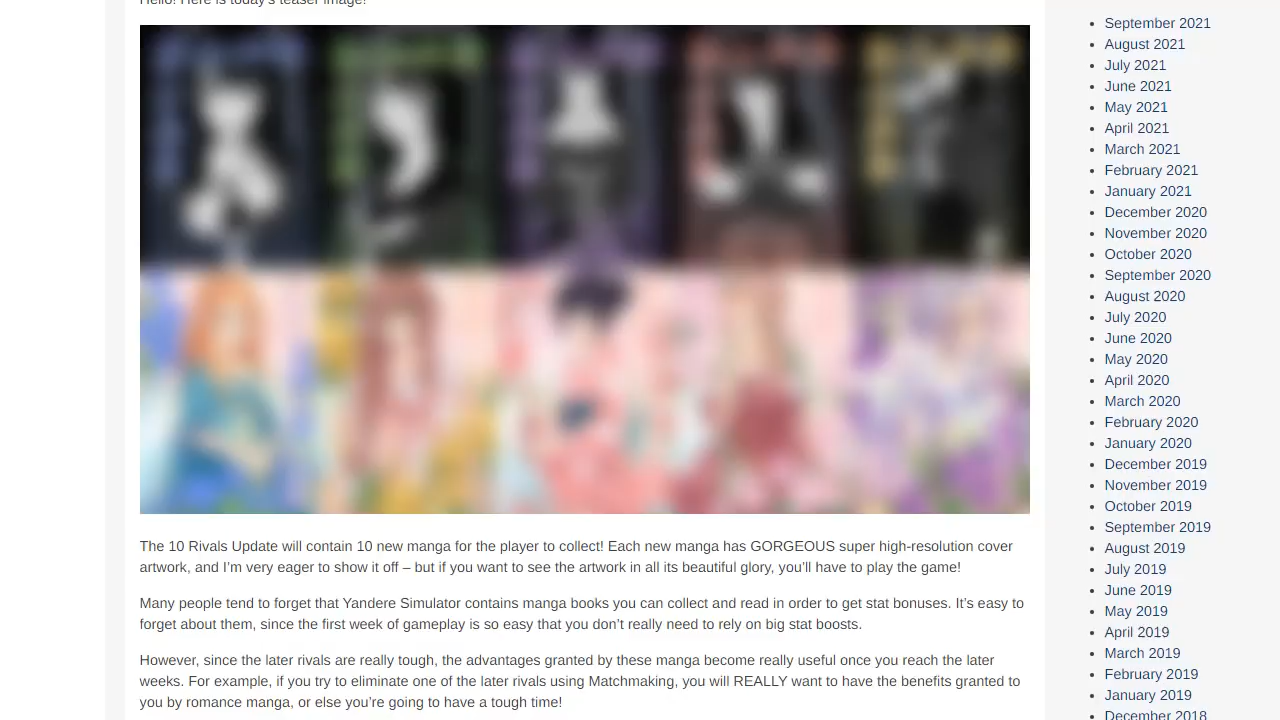 Hello! Here is today's teaser image!
The 10 Rivals Update will contain 10 new manga for the player to collect! Each new manga has GORGEOUS super high-resolution cover
artwork, and I’m very eager to show it off – but if you want to see the artwork in all its beautiful glory, you’ll have to play the game!
Many people tend to forget that Yandere Simulator contains manga books you can collect and read in order to get stat bonuses. It’s easy to
forget about them, since the first week of gameplay is so easy that you don’t really need to rely on big stat boosts.
However, since the later rivals are really tough, the advantages granted by these manga become really useful once you reach the later
weeks. For example, if you try to eliminate one of the later rivals using Matchmaking, you will REALLY want to have the benefits granted to
you by romance manga, or else you’re going to have a tough time!
September 2021
August 2021
July 2021
June 2021
May 2021
April 2021
March 2021
February 2021
January 2021
December 2020
November 2020
October 2020
September 2020
August 2020
July 2020
June 2020
May 2020
April 2020
March 2020
February 2020
January 2020
December 2019
November 2019
October 2019
September 2019
August 2019
July 2019
June 2019
May 2019
April 2019
March 2019
February 2019
January 2019
December 2018